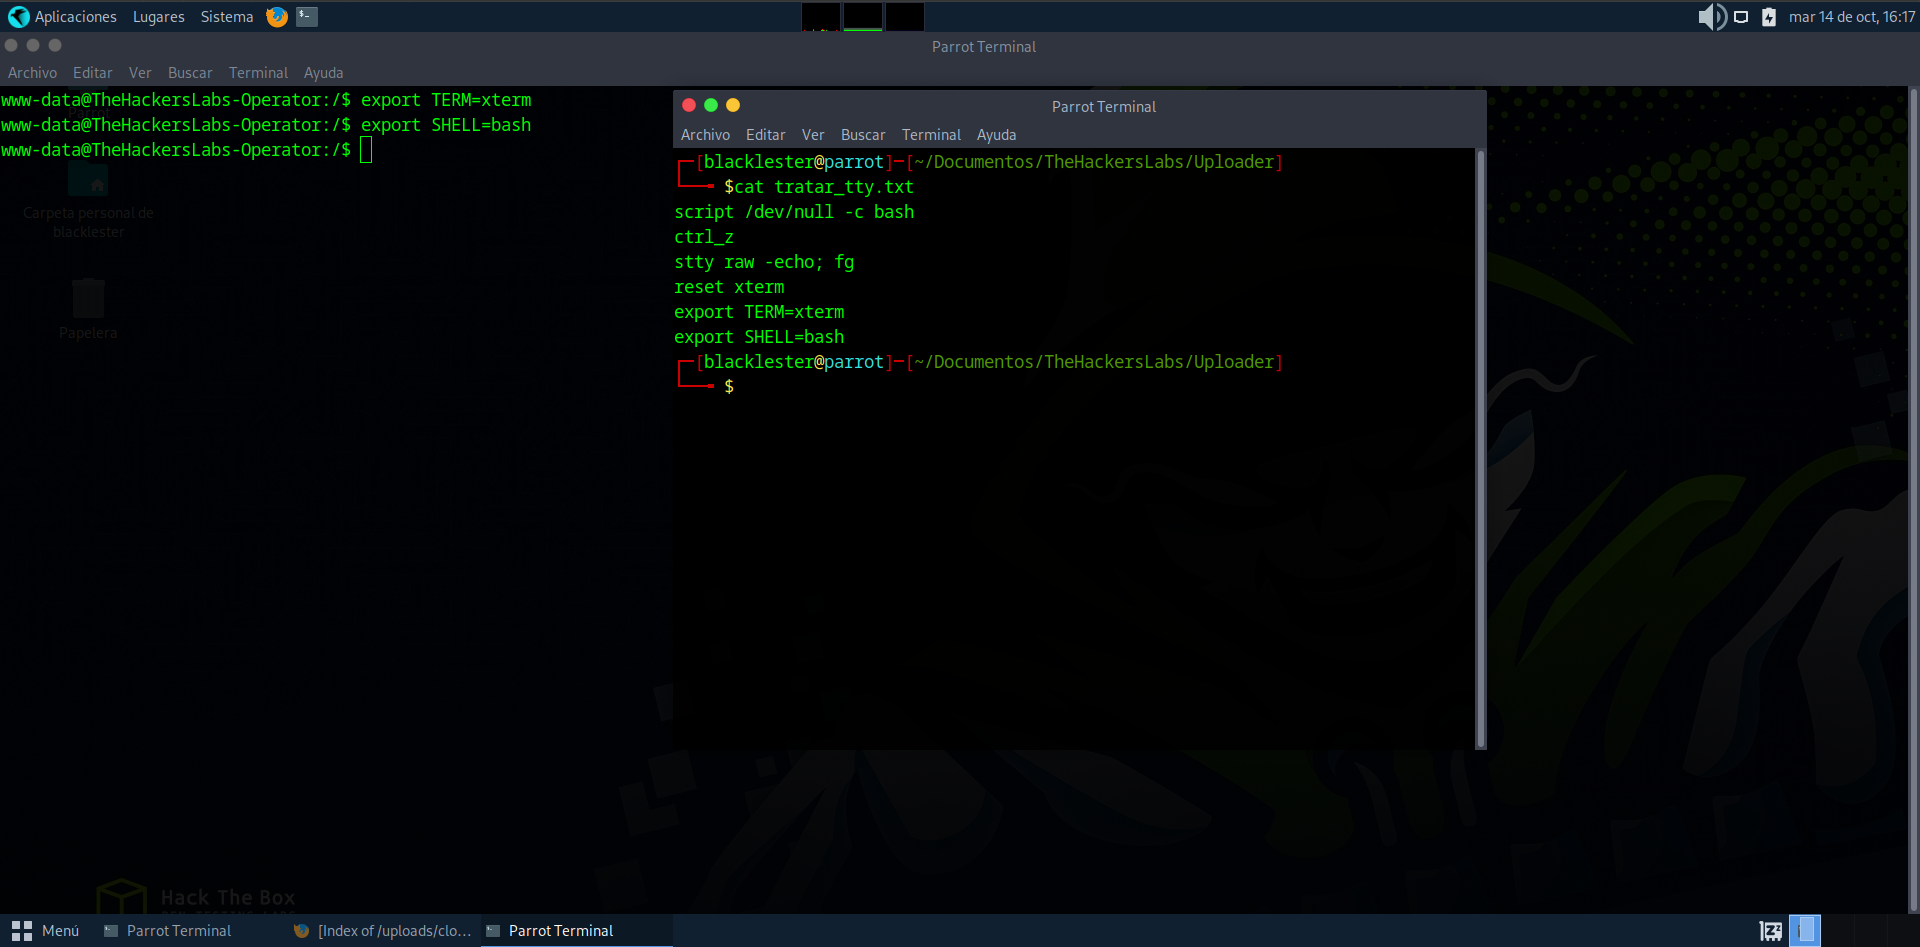 Aplicaciones Lugares Sistema
mar 14 de oct, 16:17
Parrot Terminal
Archivo Editar Ver Buscar Terminal Ayuda
www-data@TheHackersLabs-Operator:/$ export TERM=xterm
www-data@TheHackersLabs-Operator:/$ export SHELL=bash
www-data@TheHackersLabs-Operator:/$
Carpeta personal de
blacklester
Papelera
Parrot Terminal
Archivo Editar Ver Buscar Terminal Ayuda
[blacklester@parrot]-[~/Documentos/TheHackersLabs/Uploader]
$cat tratar_tty.txt
script /dev/null -c bash
ctrl_z
stty raw -echo; fg
reset xterm
export TERM=xterm
export SHELL=bash
[blacklester@parrot]-[~/Documentos/TheHackersLabs/Uploader]
$
Hack The Box
Menú Parrot Terminal [Index of /uploads/clo... Parrot Terminal